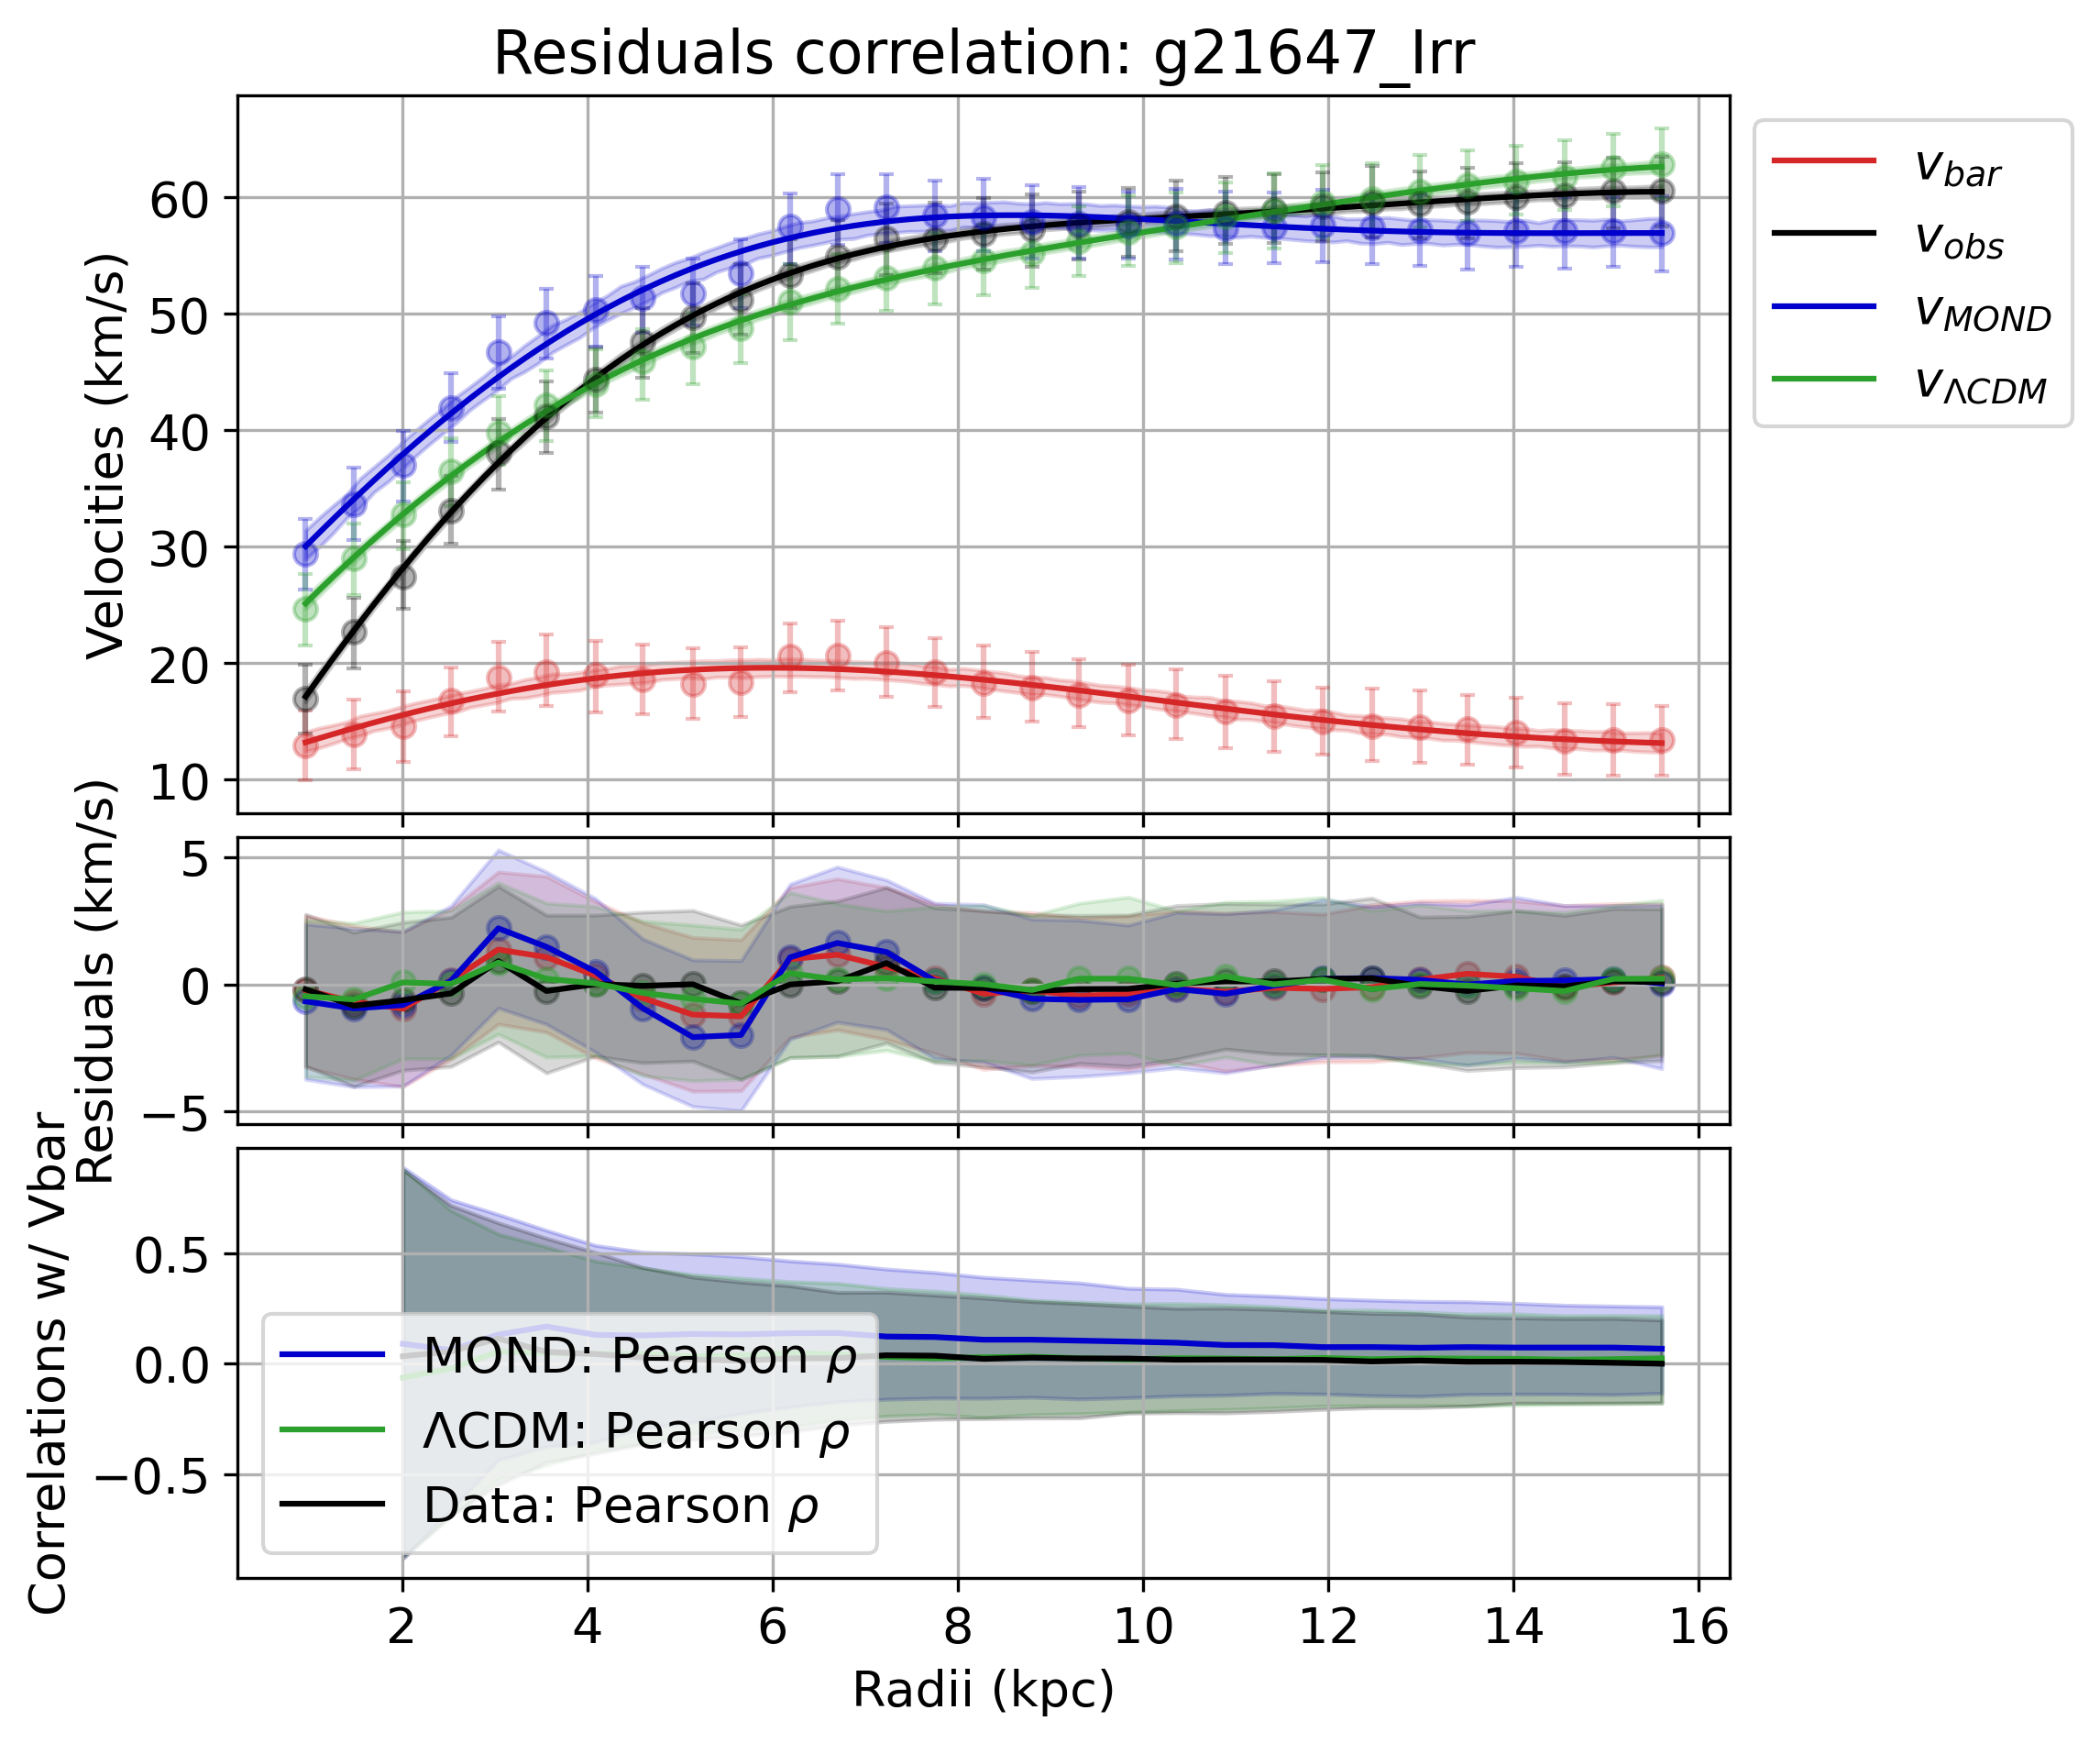 Residuals correlation: g21647_Irr
Velocities (km/s)
60
50
40
30
20
10
v_bar
v_obs
v_MOND
v_ΛCDM
Residuals (km/s)
5
0
−5
Correlations w/ Vbar
0.5
0.0
−0.5
MOND: Pearson ρ
ΛCDM: Pearson ρ
Data: Pearson ρ
2 4 6 8 10 12 14 16
Radii (kpc)